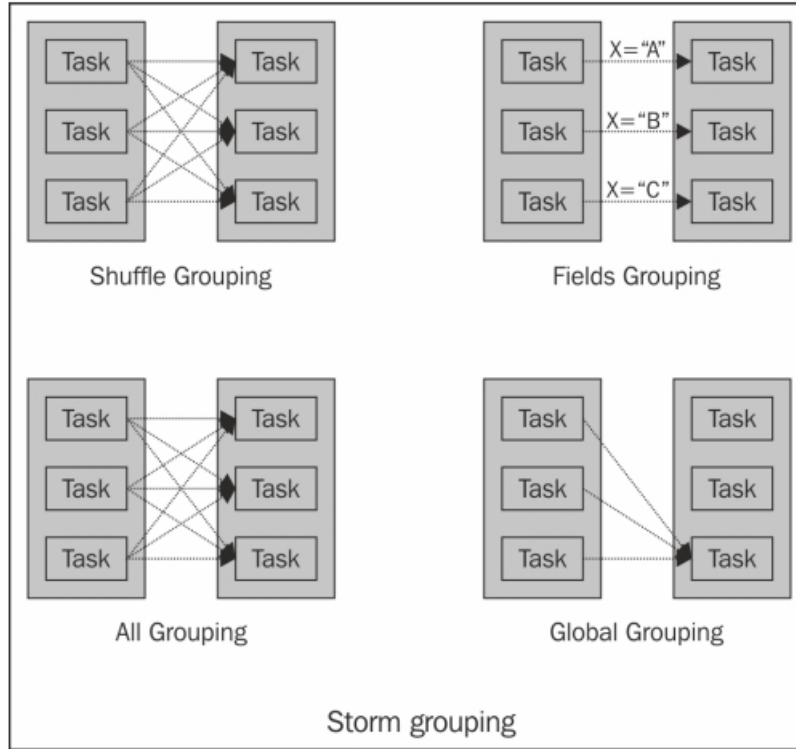 Task Task Task X="A" Task
Task Task Task X="B" Task
Task Task Task X="C" Task
Shuffle Grouping Fields Grouping
Task Task Task Task
Task Task Task Task
Task Task Task Task
All Grouping Global Grouping
Storm grouping